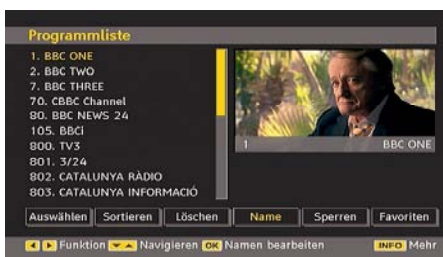 Programmliste
1. BBC ONE
2. BBC TWO
7. BBC THREE
70. CBBC Channel
80. BBC NEWS 24
105. BBCi
800. TV3
801. 3/24
802. CATALUNYA RÀDIO
803. CATALUNYA INFORMACIÓ
1 BBC ONE
Auswählen Sortieren Löschen Name Sperren Favoriten
Funktion Navigieren OK Namen bearbeiten INFO Mehr